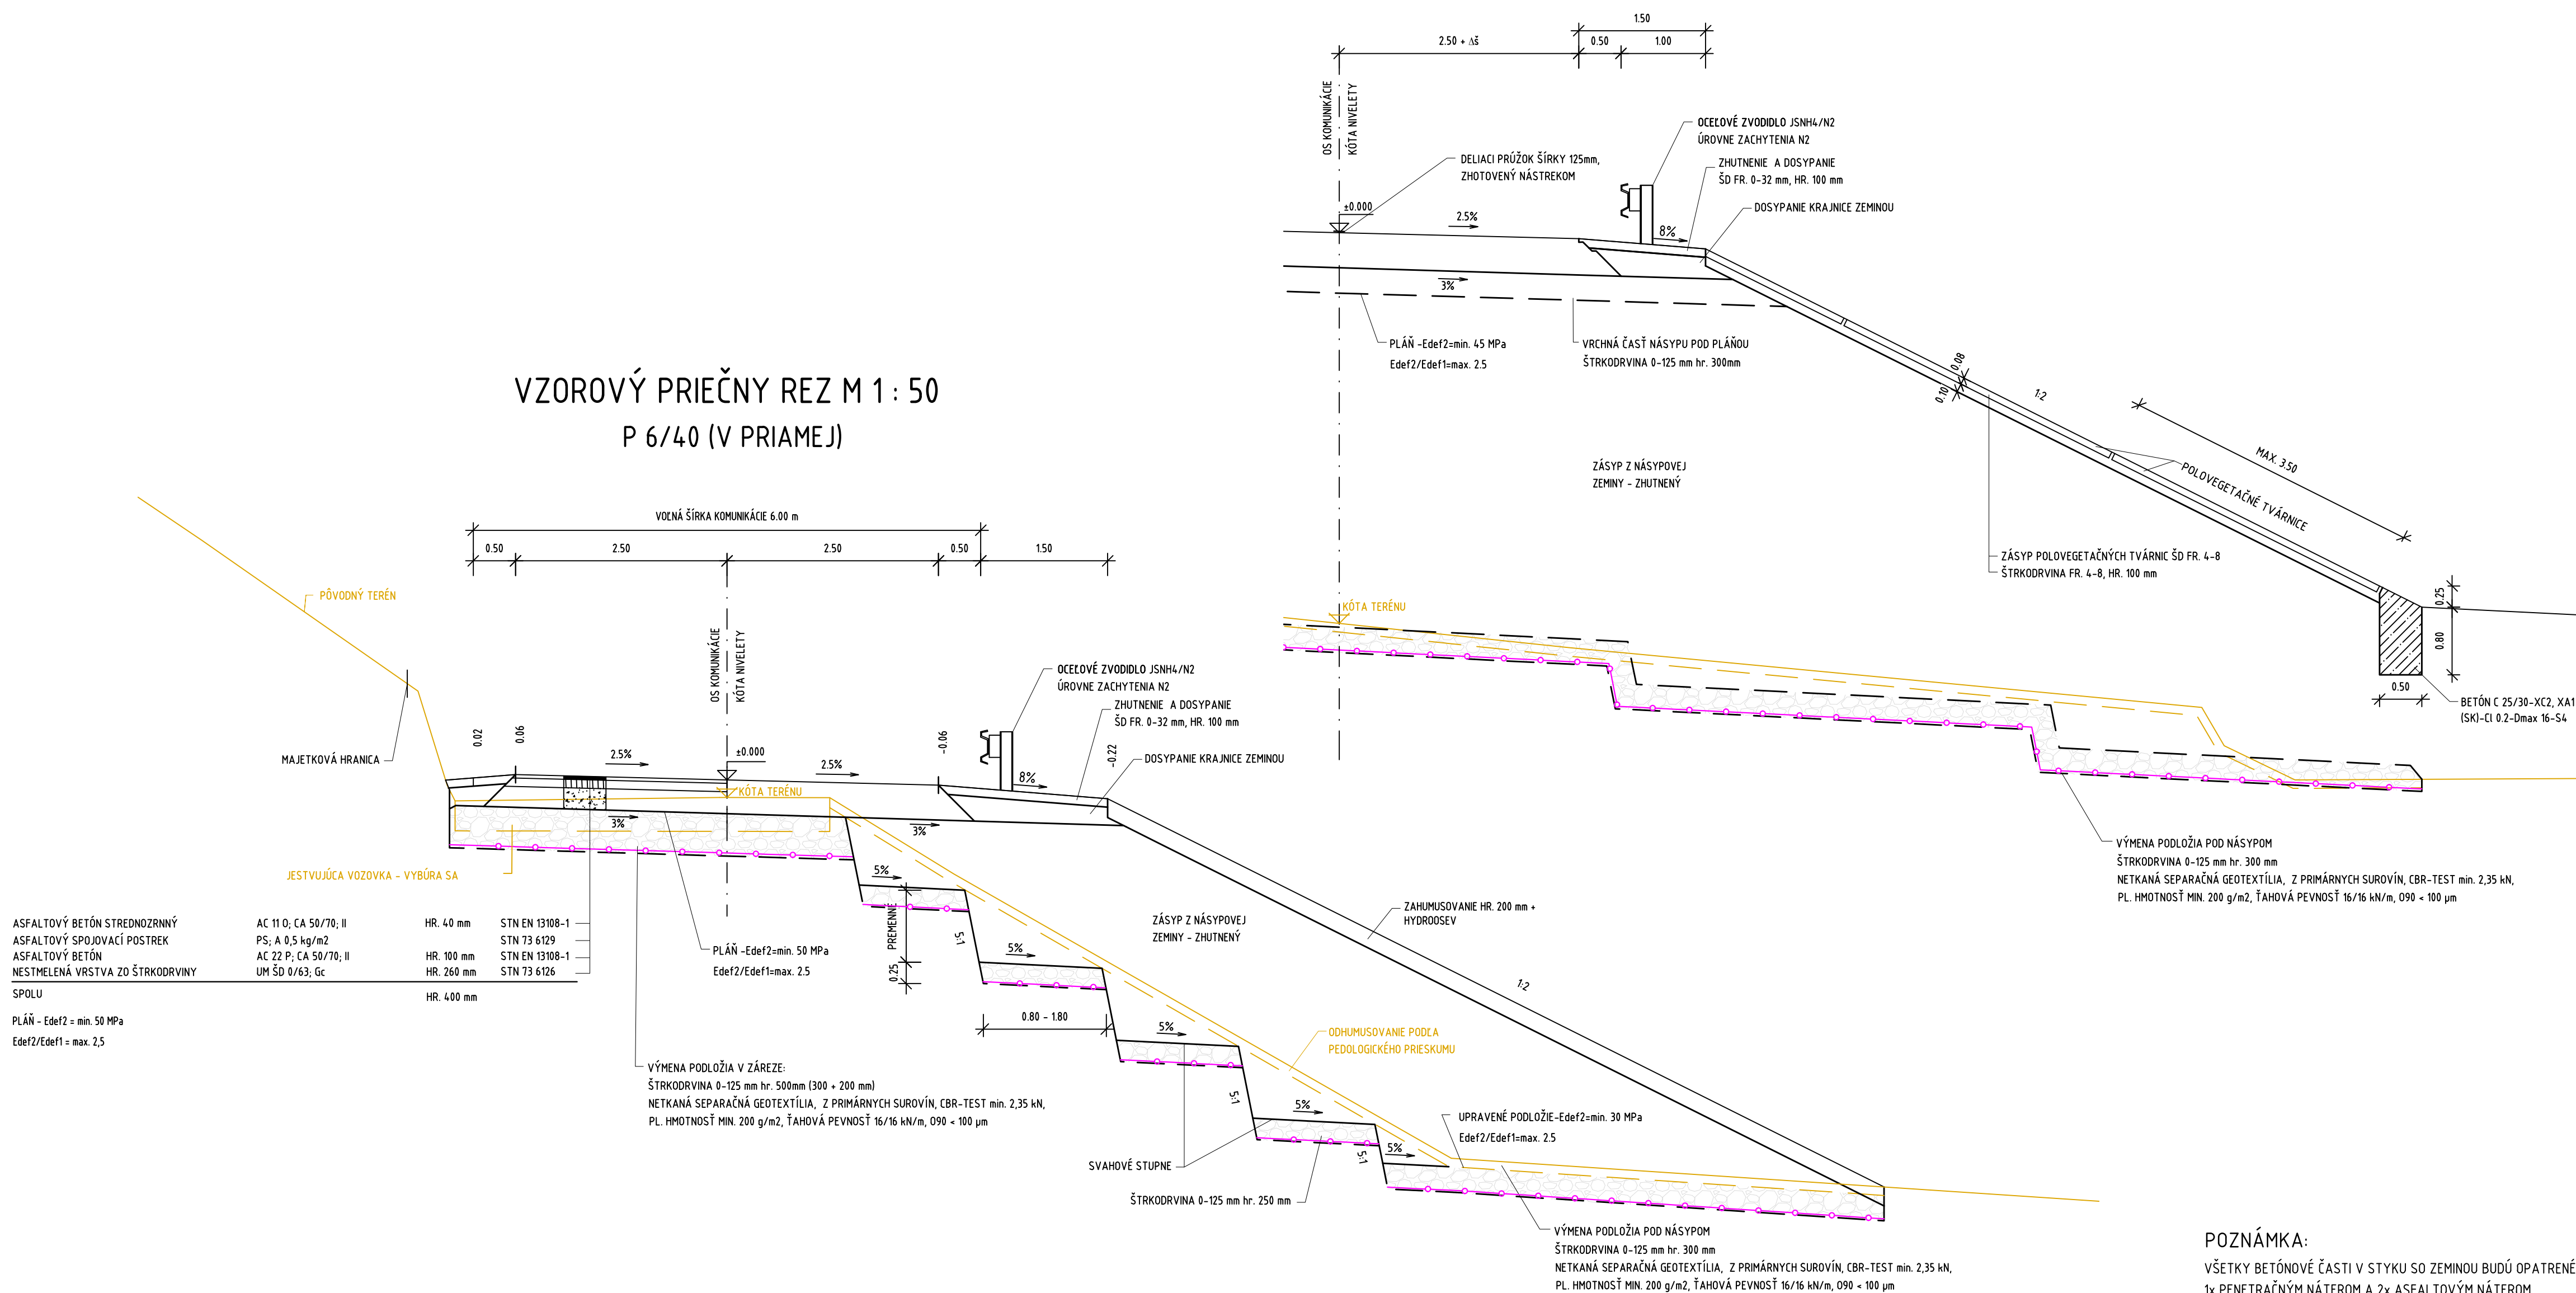 1.50
2.50 + Δš
0.50
1.00
OS KOMUNIKÁCIE
KÓTA NIVELETY
OCEĽOVÉ ZVODIDLO JSNH4/N2
ÚROVNE ZACHYTENIA N2
DELIACI PRÚŽOK ŠÍRKY 125mm,
ZHOTOVENÝ NÁSTREKOM
ZHUTNENIE A DOSYPANIE
ŠD FR. 0-32 mm, HR. 100 mm
DOSYPANIE KRAJNICE ZEMINOU
±0.000
2.5%
8%
3%
PLÁŇ -Edef2=min. 45 MPa
Edef2/Edef1=max. 2.5
VRCHNÁ ČASŤ NÁSYPU POD PLÁŇOU
ŠTRKODRVINA 0-125 mm hr. 300mm
0.08
0.10
1:2
MAX. 3.50
POLOVEGETAČNÉ TVÁRNICE
ZÁSYP Z NÁSYPOVEJ
ZEMINY - ZHUTNENÝ
ZÁSYP POLOVEGETAČNÝCH TVÁRNIC ŠD FR. 4-8
ŠTRKODRVINA FR. 4-8, HR. 100 mm
KÓTA TERÉNU
0.25
0.80
0.50
BETÓN C 25/30-XC2, XA1
(SK)-Cl 0.2-Dmax 16-S4
VÝMENA PODLOŽIA POD NÁSYPOM
ŠTRKODRVINA 0-125 mm hr. 300 mm
NETKANÁ SEPARAČNÁ GEOTEXTÍLIA, Z PRIMÁRNYCH SUROVÍN, CBR-TEST min. 2,35 kN,
PL. HMOTNOSŤ MIN. 200 g/m2, ŤAHOVÁ PEVNOSŤ 16/16 kN/m, O90 < 100 µm
VZOROVÝ PRIEČNY REZ M 1 : 50
P 6/40 (V PRIAMEJ)
VOĽNÁ ŠÍRKA KOMUNIKÁCIE 6.00 m
0.50
2.50
2.50
0.50
1.50
PÔVODNÝ TERÉN
OS KOMUNIKÁCIE
KÓTA NIVELETY
OCEĽOVÉ ZVODIDLO JSNH4/N2
ÚROVNE ZACHYTENIA N2
ZHUTNENIE A DOSYPANIE
ŠD FR. 0-32 mm, HR. 100 mm
DOSYPANIE KRAJNICE ZEMINOU
MAJETKOVÁ HRANICA
0.02
0.06
2.5%
±0.000
2.5%
-0.06
8%
-0.22
KÓTA TERÉNU
3%
3%
JESTVUJÚCA VOZOVKA - VYBÚRA SA
ASFALTOVÝ BETÓN STREDNOZRNNÝ AC 11 O; CA 50/70; II HR. 40 mm STN EN 13108-1
ASFALTOVÝ SPOJOVACÍ POSTREK PS; A 0,5 kg/m2 STN 73 6129
ASFALTOVÝ BETÓN AC 22 P; CA 50/70; II HR. 100 mm STN EN 13108-1
NESTMELENÁ VRSTVA ZO ŠTRKODRVINY UM ŠD 0/63; Gc HR. 260 mm STN 73 6126
SPOLU HR. 400 mm
PLÁŇ - Edef2 = min. 50 MPa
Edef2/Edef1 = max. 2,5
PLÁŇ -Edef2=min. 50 MPa
Edef2/Edef1=max. 2.5
5%
PREMENNÉ
0.25
5:1
5%
0.80 - 1.80
5%
5:1
5%
5:1
5%
ZÁSYP Z NÁSYPOVEJ
ZEMINY - ZHUTNENÝ
ZAHUMUSOVANIE HR. 200 mm +
HYDROOSEV
1:2
ODHUMUSOVANIE PODĽA
PEDOLOGICKÉHO PRIESKUMU
VÝMENA PODLOŽIA V ZÁREZE:
ŠTRKODRVINA 0-125 mm hr. 500mm (300 + 200 mm)
NETKANÁ SEPARAČNÁ GEOTEXTÍLIA, Z PRIMÁRNYCH SUROVÍN, CBR-TEST min. 2,35 kN,
PL. HMOTNOSŤ MIN. 200 g/m2, ŤAHOVÁ PEVNOSŤ 16/16 kN/m, O90 < 100 µm
UPRAVENÉ PODLOŽIE-Edef2=min. 30 MPa
Edef2/Edef1=max. 2.5
SVAHOVÉ STUPNE
ŠTRKODRVINA 0-125 mm hr. 250 mm
VÝMENA PODLOŽIA POD NÁSYPOM
ŠTRKODRVINA 0-125 mm hr. 300 mm
NETKANÁ SEPARAČNÁ GEOTEXTÍLIA, Z PRIMÁRNYCH SUROVÍN, CBR-TEST min. 2,35 kN,
PL. HMOTNOSŤ MIN. 200 g/m2, ŤAHOVÁ PEVNOSŤ 16/16 kN/m, O90 < 100 µm
POZNÁMKA:
VŠETKY BETÓNOVÉ ČASTI V STYKU SO ZEMINOU BUDÚ OPATRENÉ
1x PENETRAČNÝM NÁTEROM A 2x ASFALTOVÝM NÁTEROM